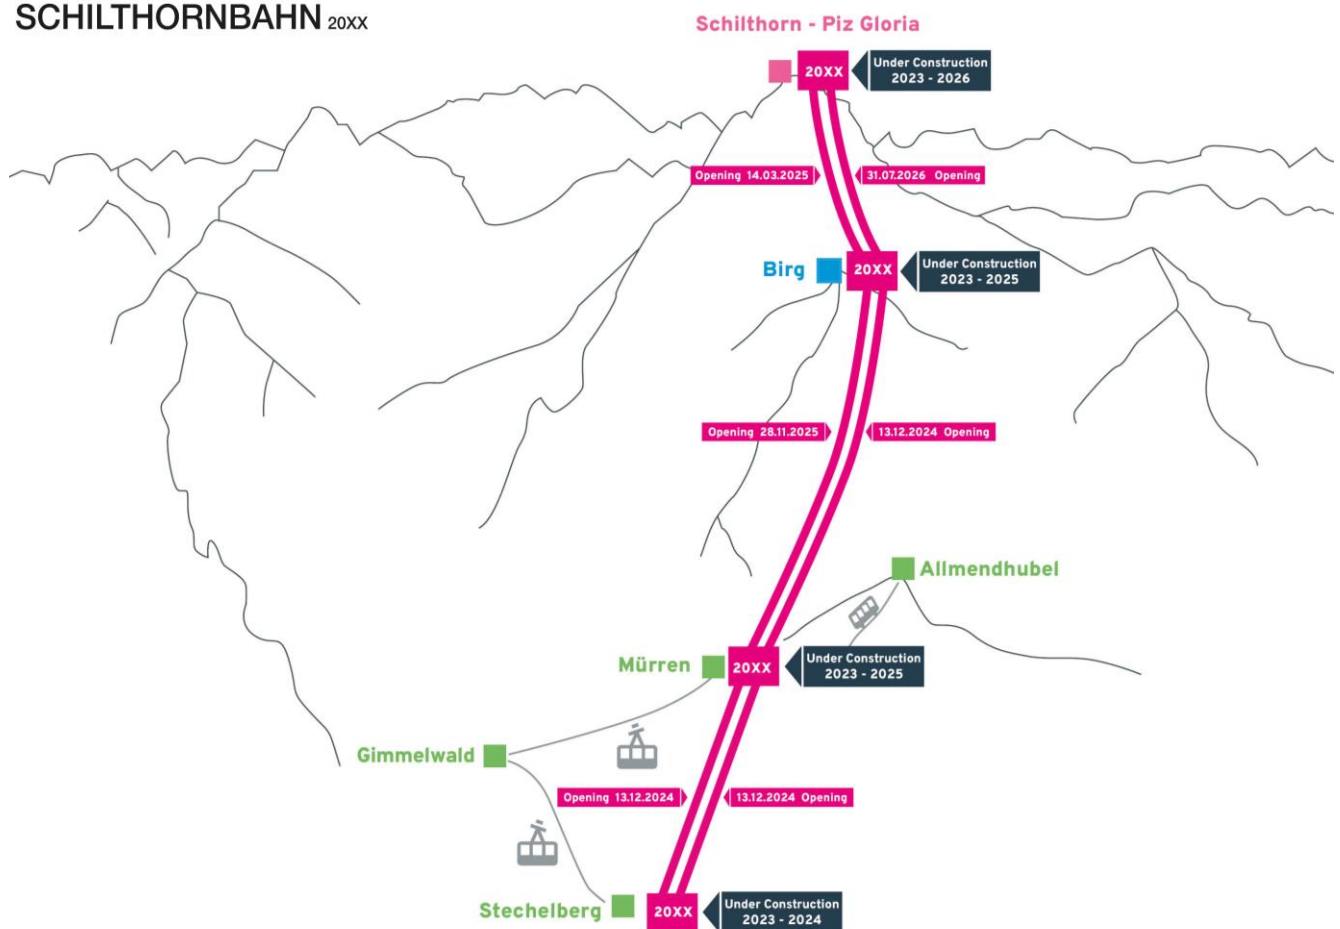 SCHILTHORNBAHN 20XX
Schilthorn - Piz Gloria
20XX
Under Construction
2023 - 2026
Opening 14.03.2025
31.07.2026 Opening
Birg
20XX
Under Construction
2023 - 2025
Opening 28.11.2025
13.12.2024 Opening
Allmendhubel
Mürren
20XX
Under Construction
2023 - 2025
Gimmelwald
Opening 13.12.2024
13.12.2024 Opening
Stechelberg
20XX
Under Construction
2023 - 2024